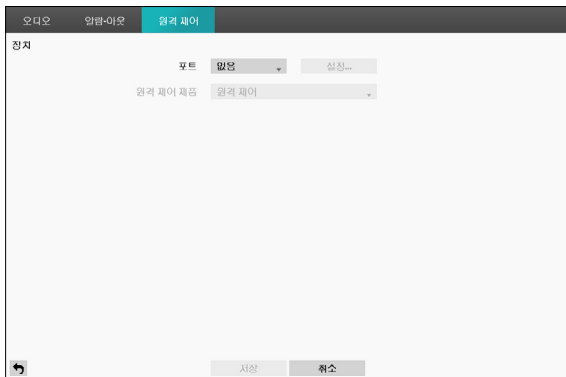 오디오 알람-아웃 원격 제어
장치
포트 없음 설정...
원격 제어 제품 원격 제어
저장 취소